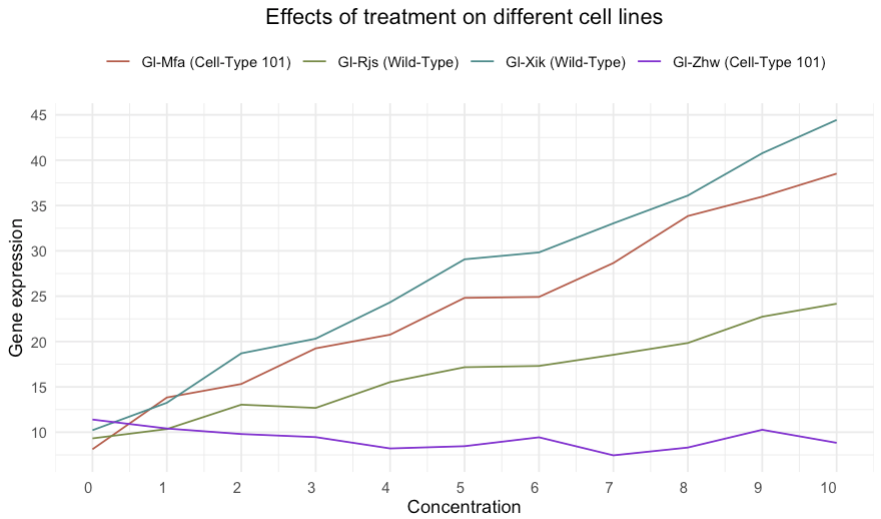 Effects of treatment on different cell lines
Gl-Mfa (Cell-Type 101) Gl-Rjs (Wild-Type) Gl-Xik (Wild-Type) Gl-Zhw (Cell-Type 101)
45
40
35
30
25
20
15
10
Gene expression
0 1 2 3 4 5 6 7 8 9 10
Concentration